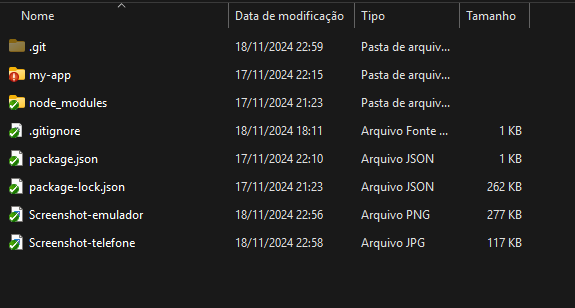 Nome Data de modificação Tipo Tamanho
.git 18/11/2024 22:59 Pasta de arquiv...
my-app 17/11/2024 22:15 Pasta de arquiv...
node_modules 17/11/2024 21:23 Pasta de arquiv...
.gitignore 18/11/2024 18:11 Arquivo Fonte ... 1 KB
package.json 17/11/2024 22:10 Arquivo JSON 1 KB
package-lock.json 17/11/2024 21:23 Arquivo JSON 262 KB
Screenshot-emulador 18/11/2024 22:56 Arquivo PNG 277 KB
Screenshot-telefone 18/11/2024 22:58 Arquivo JPG 117 KB